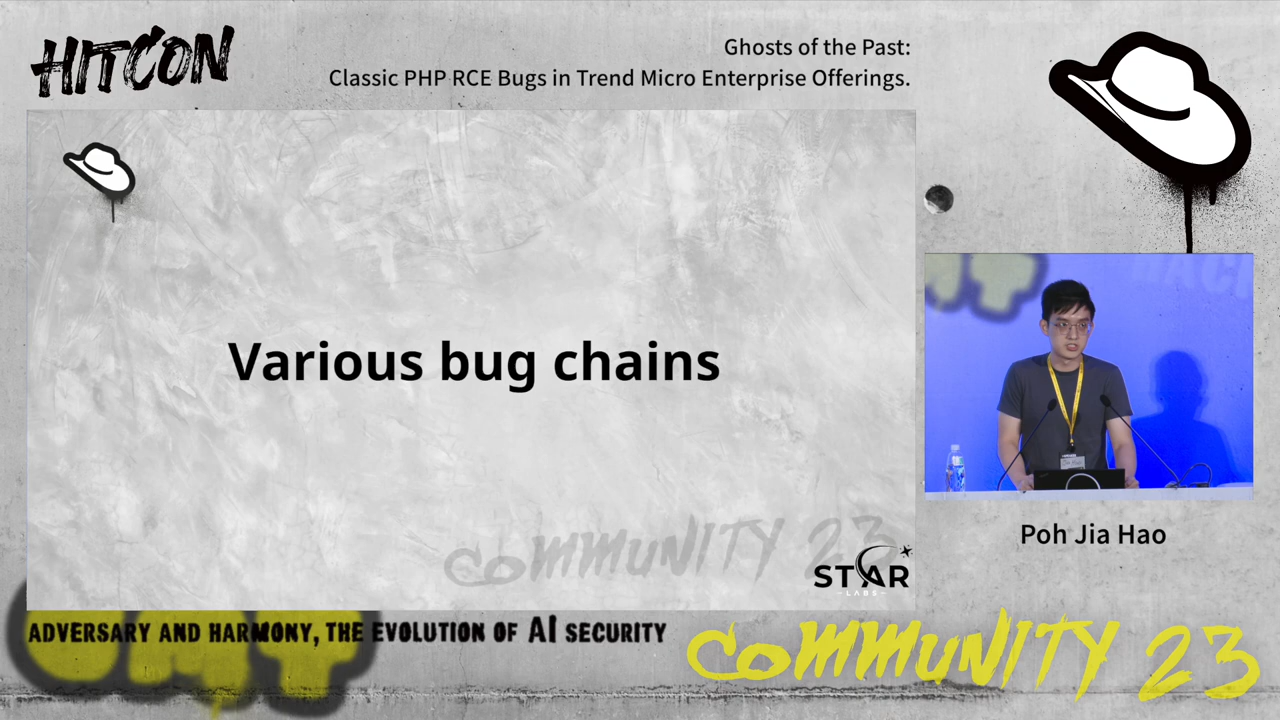 HITCON
Ghosts of the Past:
Classic PHP RCE Bugs in Trend Micro Enterprise Offerings.
Various bug chains
COMMUNITY 23
STAR
LABS
Poh Jia Hao
ADVERSARY AND HARMONY, THE EVOLUTION OF AI SECURITY
COMMUNITY 23